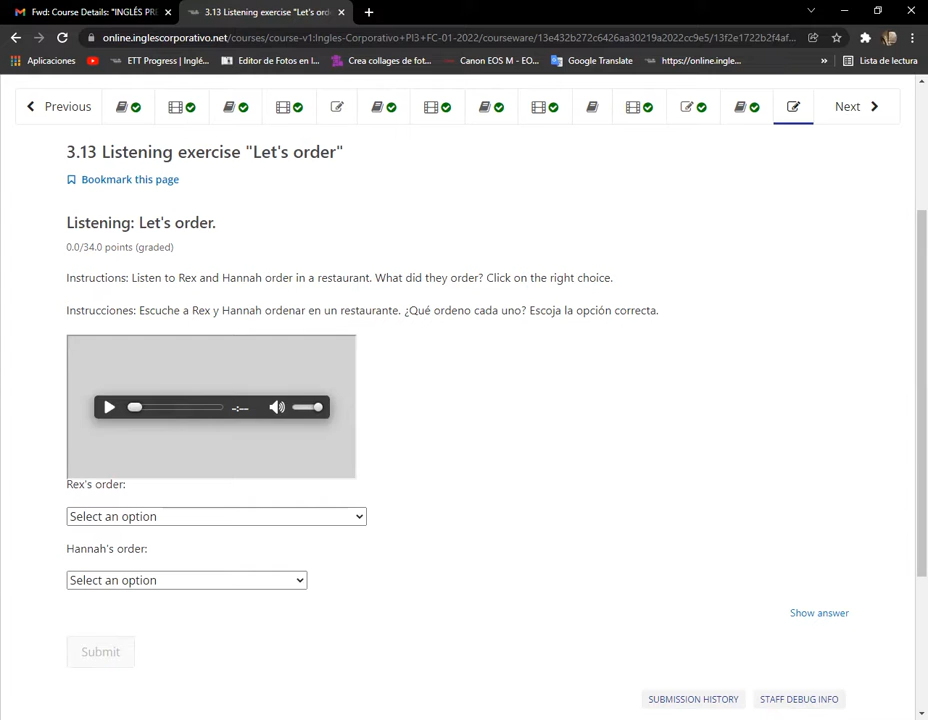 Fwd: Course Details: "INGLÉS PRE
3.13 Listening exercise "Let's orde
online.inglescorporativo.net/courses/course-v1:Ingles-Corporativo+PI3+FC-01-2022/courseware/13e432b272c6426aa30219a2022cc9e5/13f2e1722b2f4af...
Aplicaciones
ETT Progress | Inglé...
Editor de Fotos en l...
Crea collages de fot...
Canon EOS M - EO...
Google Translate
https://online.ingle...
»
Lista de lectura
Previous
Next
3.13 Listening exercise "Let's order"
Bookmark this page
Listening: Let's order.
0.0/34.0 points (graded)
Instructions: Listen to Rex and Hannah order in a restaurant. What did they order? Click on the right choice.
Instrucciones: Escuche a Rex y Hannah ordenar en un restaurante. ¿Qué ordeno cada uno? Escoja la opción correcta.
-:--
Rex's order:
Select an option
Hannah's order:
Select an option
Show answer
Submit
SUBMISSION HISTORY
STAFF DEBUG INFO